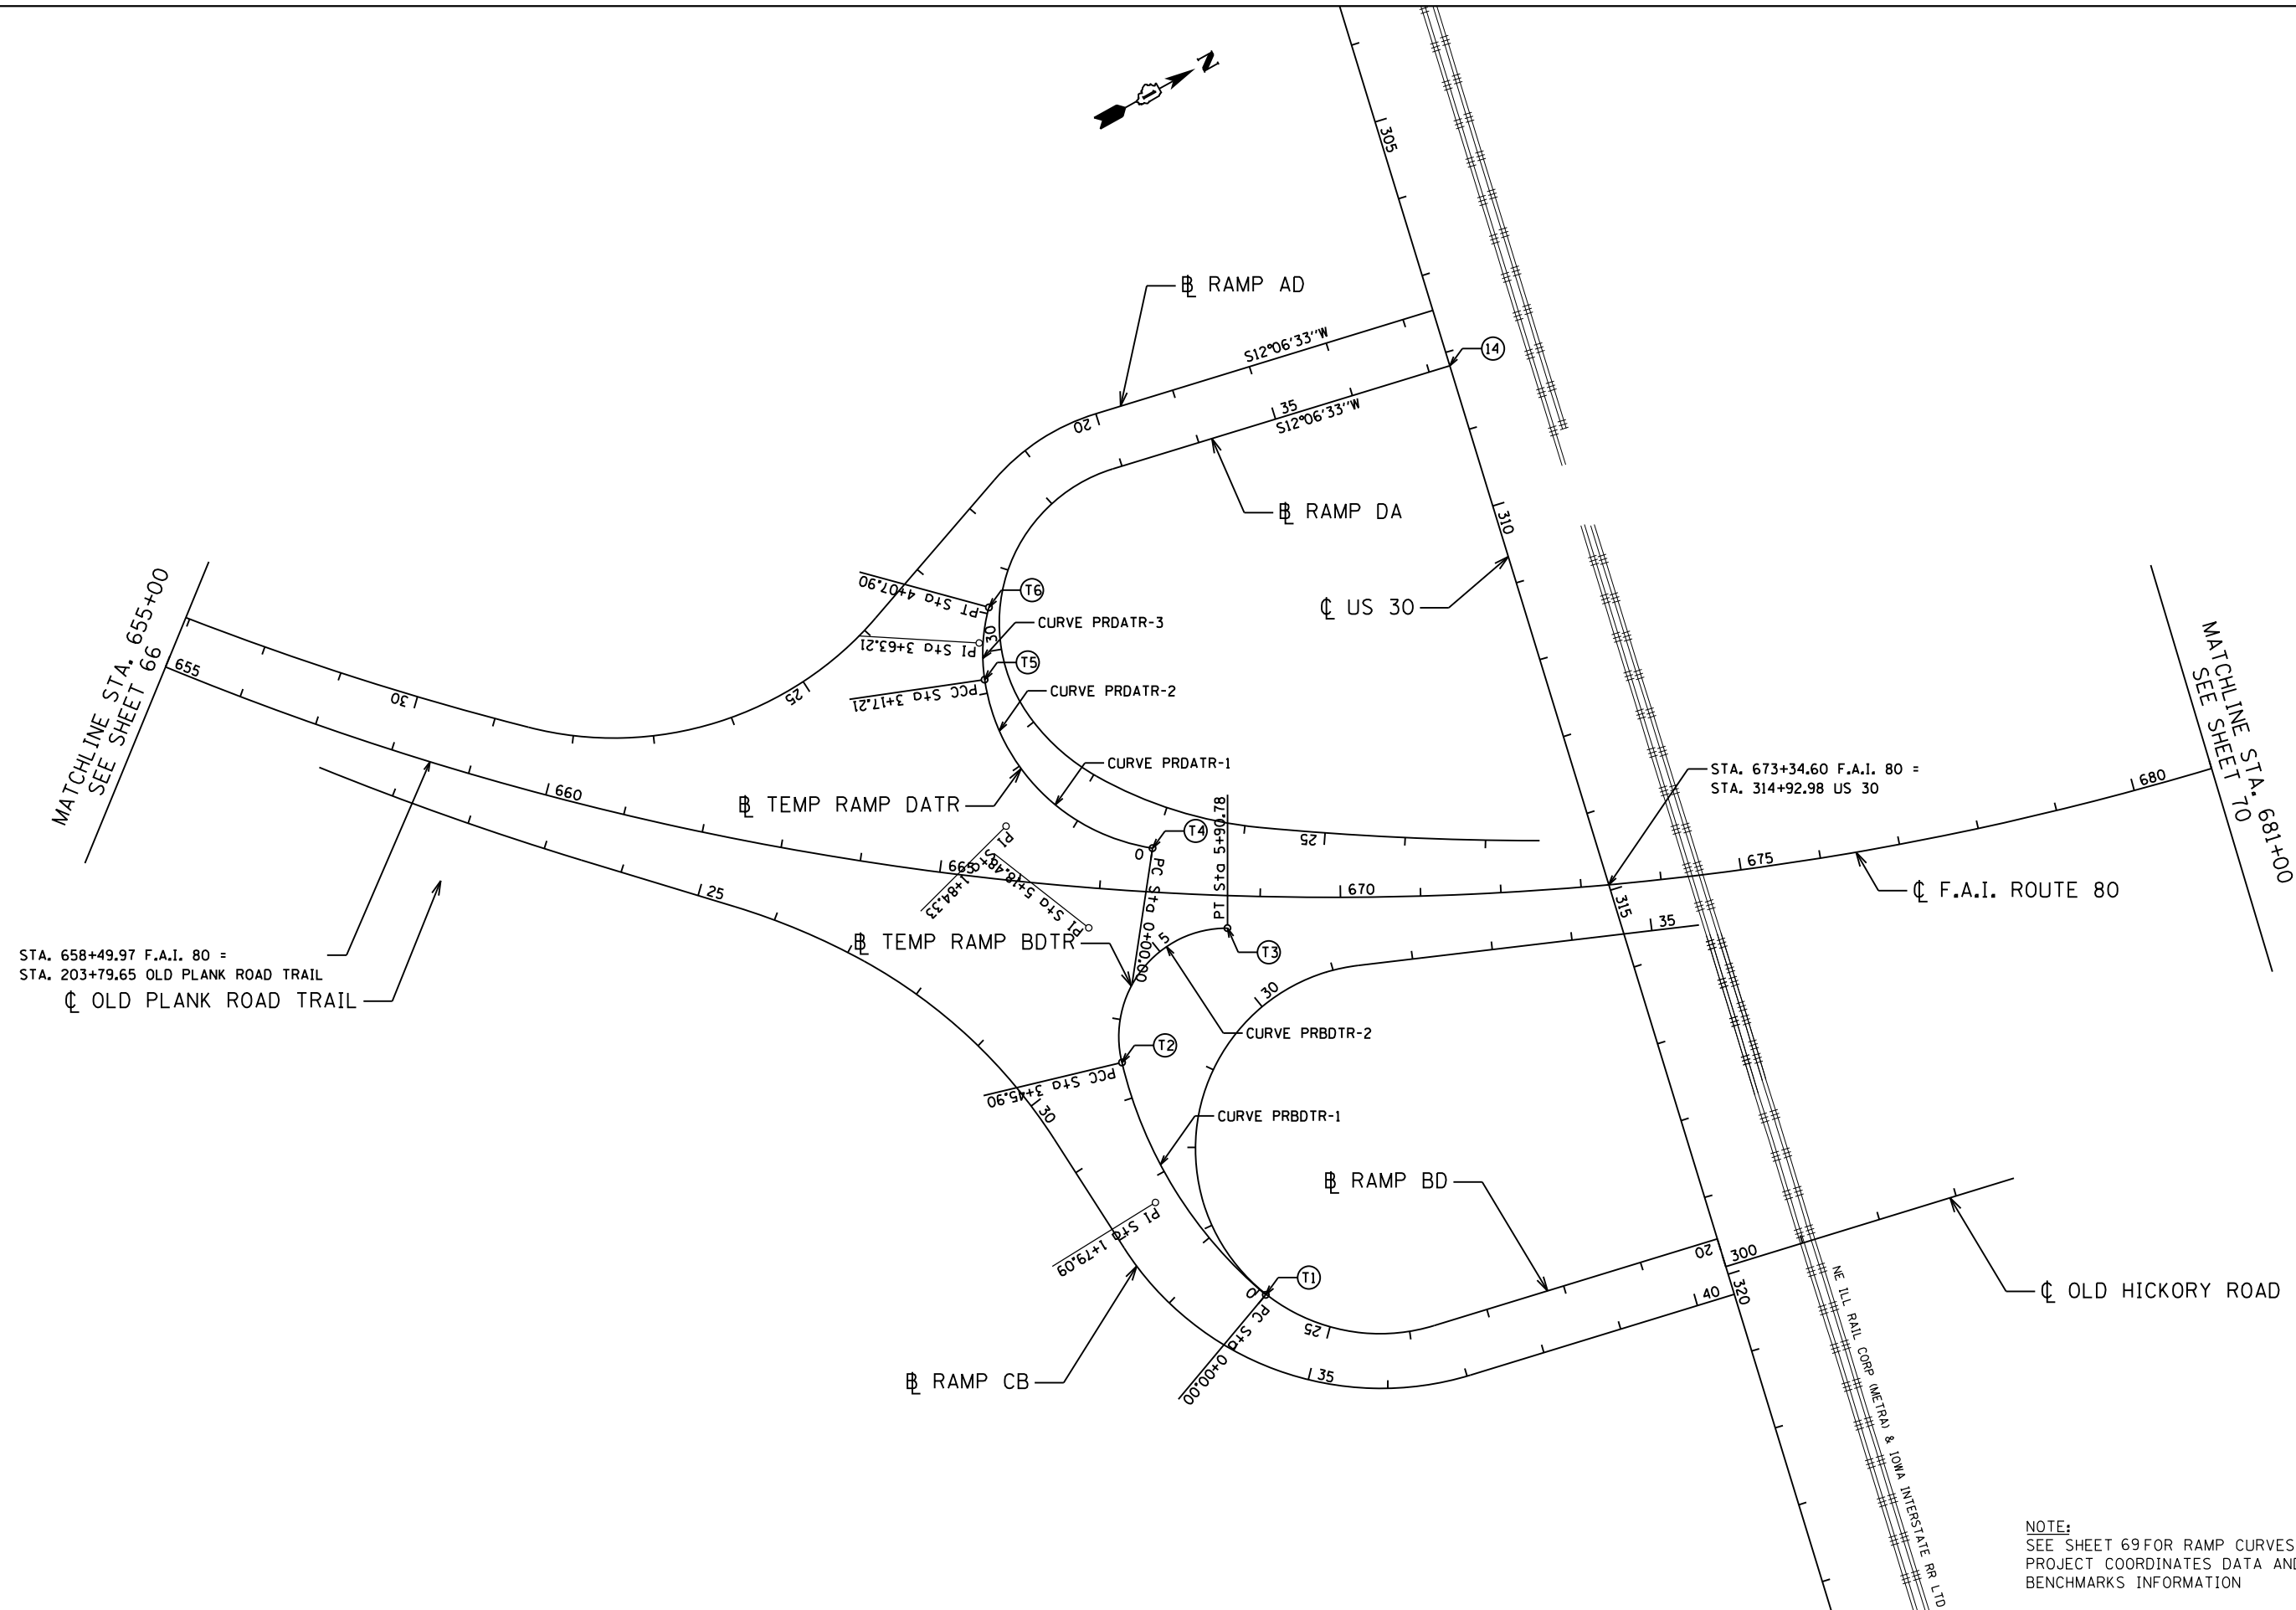 N
305
℄ RAMP AD
S12°06'33''W
14
20
35
S12°06'33''W
℄ RAMP DA
310
℄ US 30
MATCHLINE STA. 655+00
SEE SHEET 66
655
PT Sta 4+07.90
T6
30
CURVE PRDATR-3
PI Sta 3+63.21
T5
PCC Sta 3+17.21
CURVE PRDATR-2
30
25
CURVE PRDATR-1
℄ TEMP RAMP DATR
660
PT Sta 5+90.78
T4
0
25
STA. 673+34.60 F.A.I. 80 =
STA. 314+92.98 US 30
MATCHLINE STA. 681+00
SEE SHEET 70
680
PI Sta 1+84.33
PI Sta 5+18.48
PC Sta 0+00.00
665
670
675
25
℄ F.A.I. ROUTE 80
315
35
℄ TEMP RAMP BDTR
5
T3
STA. 658+49.97 F.A.I. 80 =
STA. 203+79.65 OLD PLANK ROAD TRAIL
℄ OLD PLANK ROAD TRAIL
30
CURVE PRBDTR-2
T2
PCC Sta 3+45.90
30
CURVE PRBDTR-1
℄ RAMP BD
PI Sta 1+79.09
20
300
T1
0
PC Sta 0+00.00
40
320
℄ OLD HICKORY ROAD
25
35
℄ RAMP CB
NE ILL RAIL CORP (METRA) & IOWA INTERSTATE RR LTD
NOTE:
SEE SHEET 69 FOR RAMP CURVES
PROJECT COORDINATES DATA AND
BENCHMARKS INFORMATION